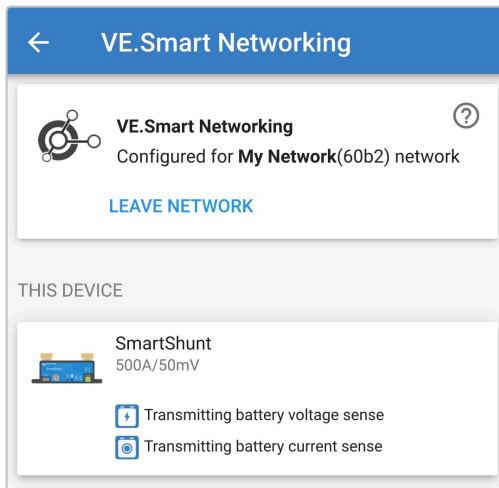 VE.Smart Networking
VE.Smart Networking
Configured for My Network(60b2) network
LEAVE NETWORK
THIS DEVICE
SmartShunt
500A/50mV
Transmitting battery voltage sense
Transmitting battery current sense